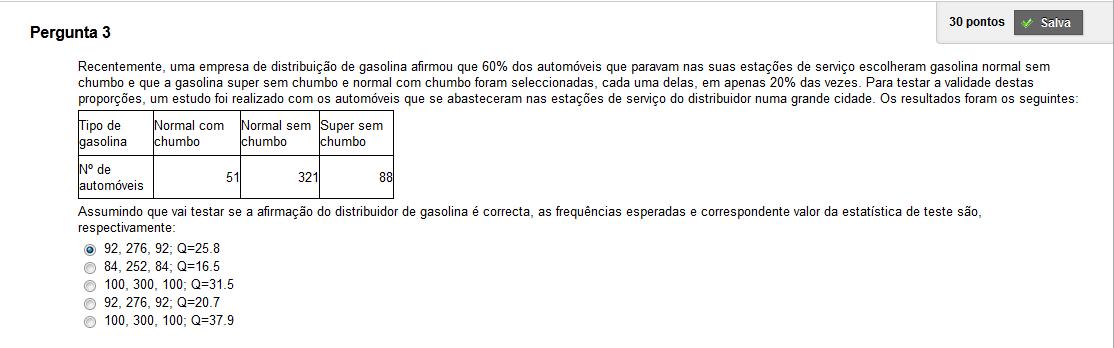 30 pontos
Salva
Pergunta 3
Recentemente, uma empresa de distribuição de gasolina afirmou que 60% dos automóveis que paravam nas suas estações de serviço escolheram gasolina normal sem
chumbo e que a gasolina super sem chumbo e normal com chumbo foram seleccionadas, cada uma delas, em apenas 20% das vezes. Para testar a validade destas
proporções, um estudo foi realizado com os automóveis que se abasteceram nas estações de serviço do distribuidor numa grande cidade. Os resultados foram os seguintes:
Tipo de gasolina Normal com chumbo Normal sem chumbo Super sem chumbo
Nº de automóveis 51 321 88
Assumindo que vai testar se a afirmação do distribuidor de gasolina é correcta, as frequências esperadas e correspondente valor da estatística de teste são,
respectivamente:
92, 276, 92; Q=25.8
84, 252, 84; Q=16.5
100, 300, 100; Q=31.5
92, 276, 92; Q=20.7
100, 300, 100; Q=37.9